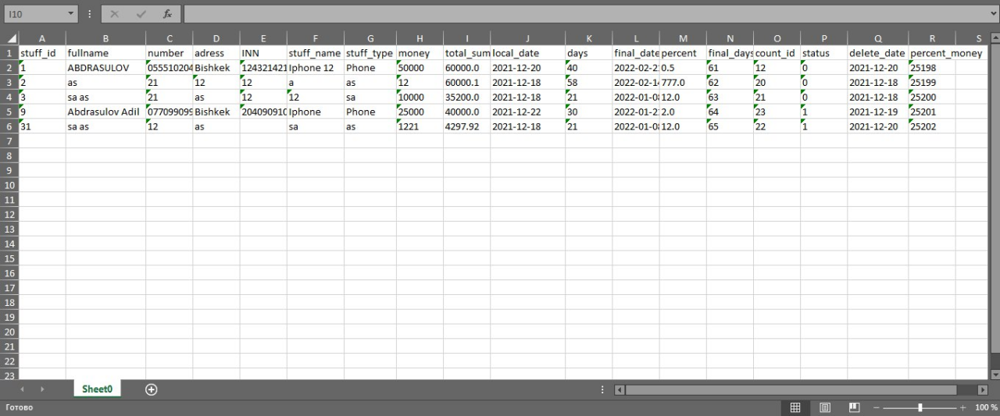 I10 fx
A B C D E F G H I J K L M N O P Q R S
1 stuff_id fullname number adress INN stuff_name stuff_type money total_sum local_date days final_date percent final_days count_id status delete_date percent_money
2 1 ABDRASULOV 055510204 Bishkek 124321421 Iphone 12 Phone 50000 60000.0 2021-12-20 40 2022-02-2 0.5 61 12 0 2021-12-20 25198
3 2 as 21 12 12 a as 12 60000.1 2021-12-18 58 2022-02-14 777.0 62 20 0 2021-12-18 25199
4 3 sa as 21 as 12 12 sa 10000 35200.0 2021-12-18 21 2022-01-08 12.0 63 21 0 2021-12-18 25200
5 9 Abdrasulov Adil 077099099 Bishkek 204090910 Iphone Phone 25000 40000.0 2021-12-22 30 2022-01-2 2.0 64 23 1 2021-12-19 25201
6 31 sa as 12 as sa as 1221 4297.92 2021-12-18 21 2022-01-08 12.0 65 22 1 2021-12-20 25202
7
8
9
10
11
12
13
14
15
16
17
18
19
20
21
22
23
Sheet0
Готово 100 %